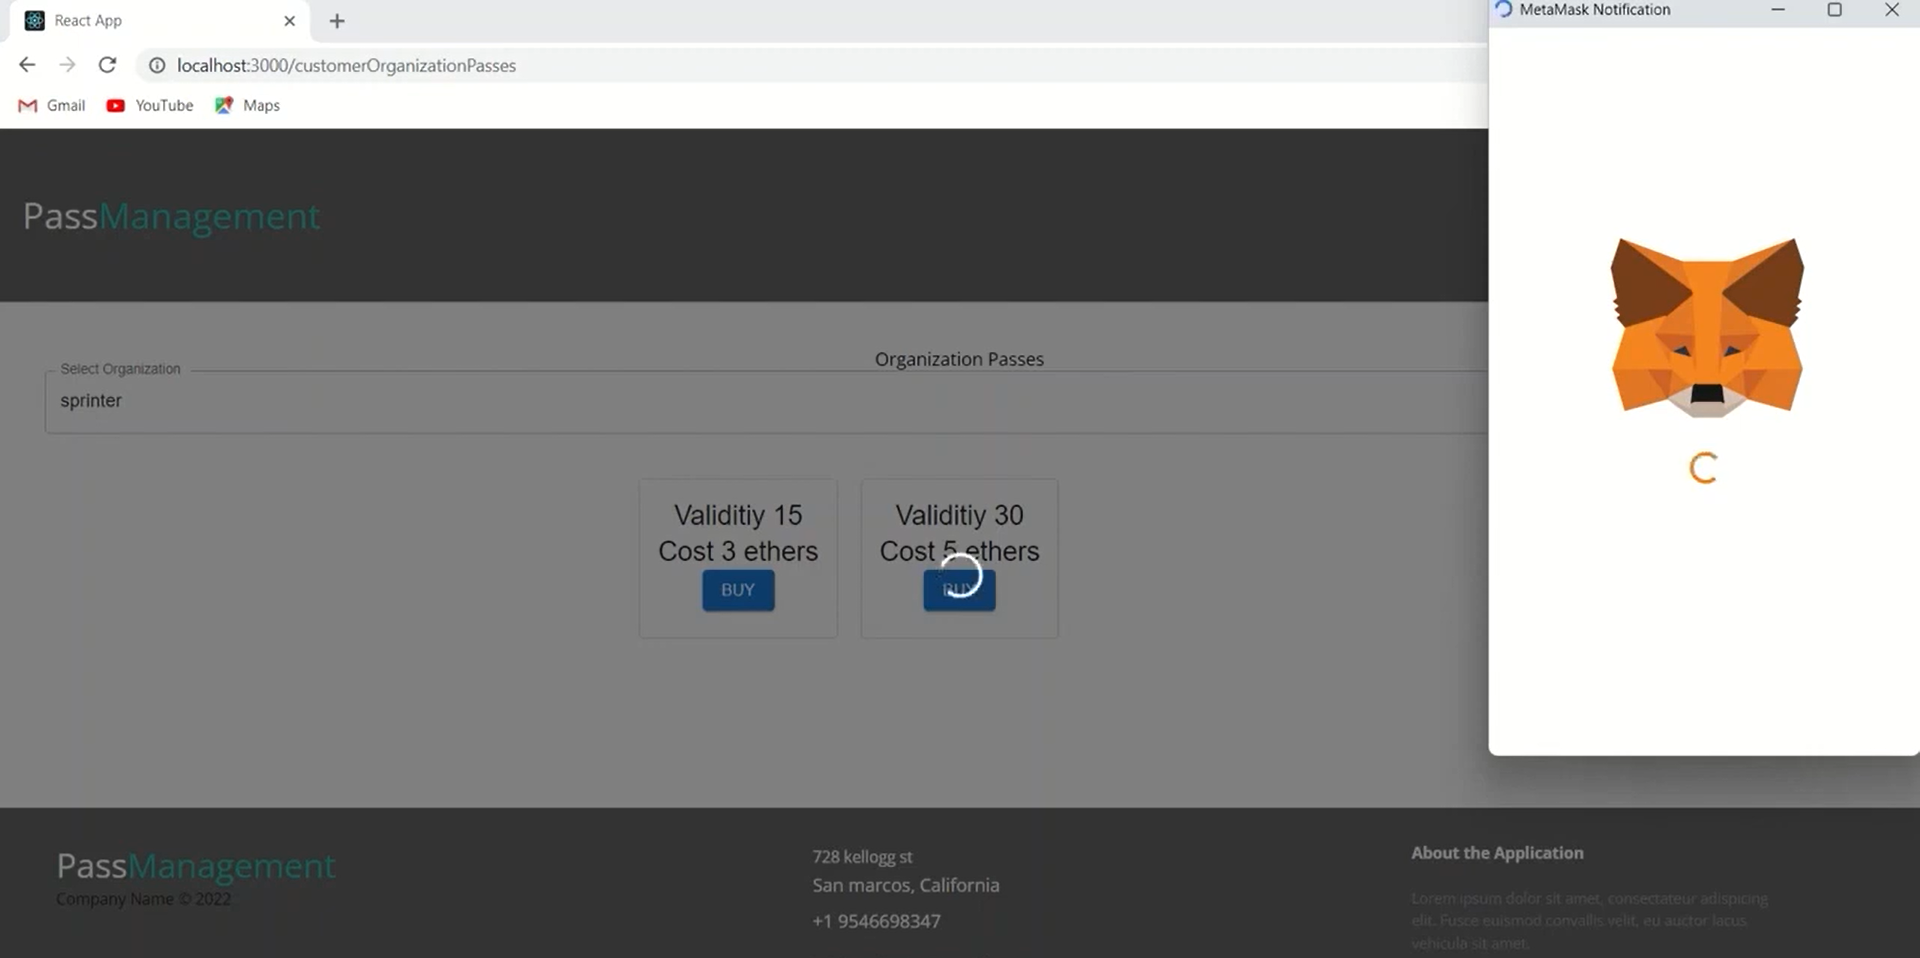 React App
MetaMask Notification
localhost:3000/customerOrganizationPasses
Gmail YouTube Maps
PassManagement
Organization Passes
Select Organization
sprinter
Validitiy 15
Cost 3 ethers
BUY
Validitiy 30
Cost 5 ethers
BUY
PassManagement
Company Name © 2022
728 kellogg st
San marcos, California
+1 9546698347
About the Application
Lorem ipsum dolor sit amet, consectetur adipiscing
elit. Fusce euismod convallis velit, eu auctor lacus
vehicula sit amet.